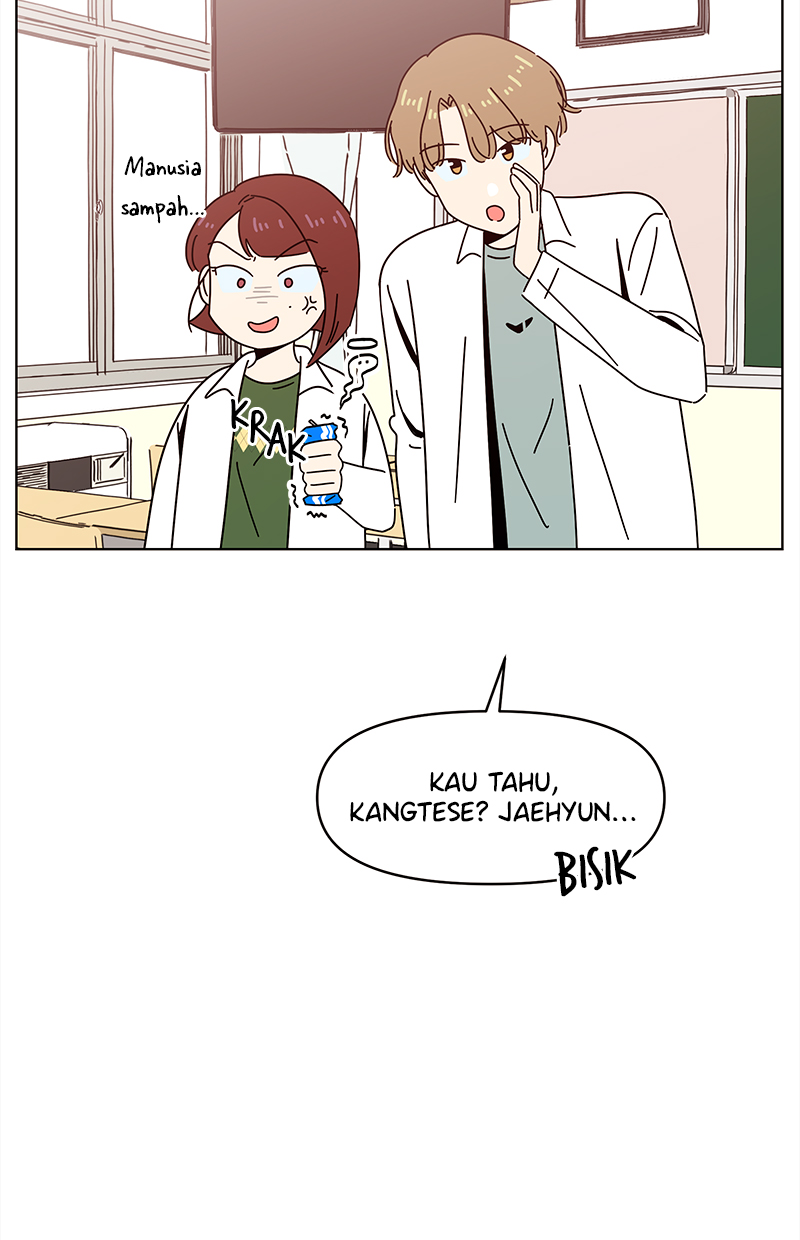 Manusia
sampah...
KRAK
KAU TAHU,
KANGTESE? JAEHYUN...
BISIK